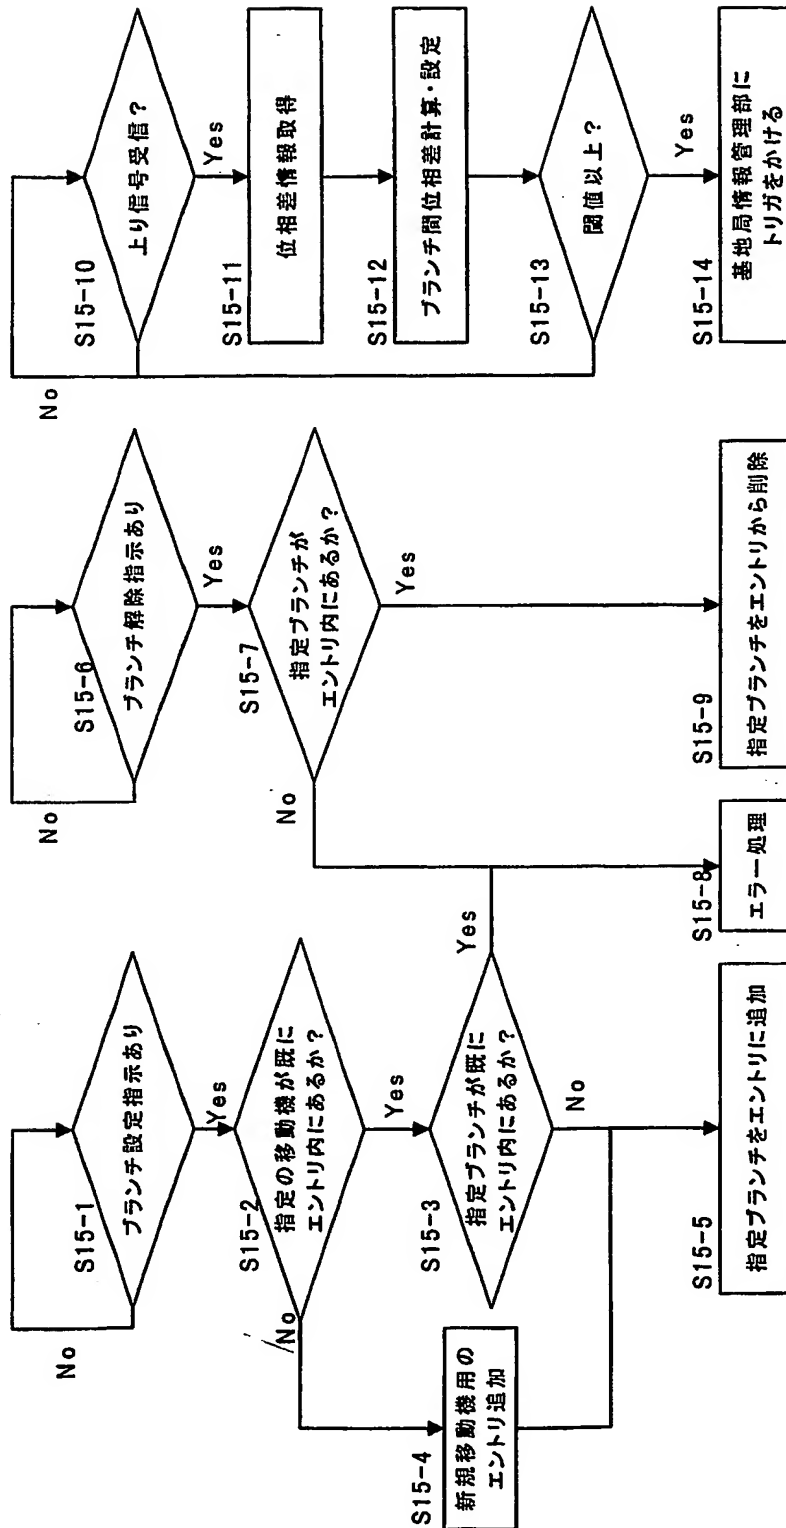 No
S15-1
ブランチ設定指示あり
Yes
S15-2
指定の移動機が既に
エントリ内にあるか?
No
Yes
S15-3
指定ブランチが既に
エントリ内にあるか?
Yes
No
S15-4
新規移動機用の
エントリ追加
S15-5
指定ブランチをエントリに追加
No
S15-6
ブランチ解除指示あり
Yes
S15-7
指定ブランチが
エントリ内にあるか?
No
Yes
S15-8
エラー処理
S15-9
指定ブランチをエントリから削除
No
S15-10
上り信号受信?
Yes
S15-11
位相差情報取得
S15-12
ブランチ間位相差計算・設定
S15-13
閾値以上?
Yes
S15-14
基地局情報管理部に
トリガをかける